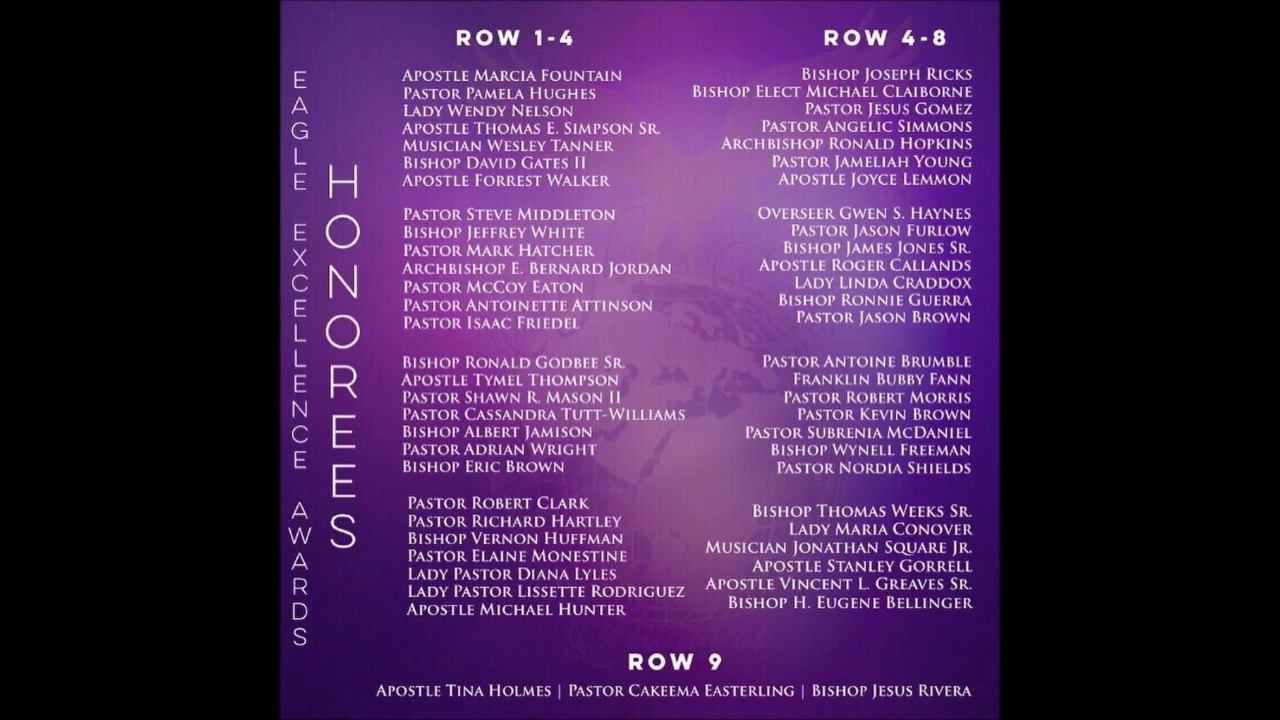 EAGLE EXCELLENCE AWARDS
HONOREES
ROW 1-4
APOSTLE MARCIA FOUNTAIN
PASTOR PAMELA HUGHES
LADY WENDY NELSON
APOSTLE THOMAS E. SIMPSON SR.
MUSICIAN WESLEY TANNER
BISHOP DAVID GATES II
APOSTLE FORREST WALKER
PASTOR STEVE MIDDLETON
BISHOP JEFFREY WHITE
PASTOR MARK HATCHER
ARCHBISHOP E. BERNARD JORDAN
PASTOR MCCOY EATON
PASTOR ANTOINETTE ATTINSON
PASTOR ISAAC FRIEDEL
BISHOP RONALD GODBEE SR.
APOSTLE TYMEL THOMPSON
PASTOR SHAWN R. MASON II
PASTOR CASSANDRA TUTT-WILLIAMS
BISHOP ALBERT JAMISON
PASTOR ADRIAN WRIGHT
BISHOP ERIC BROWN
PASTOR ROBERT CLARK
PASTOR RICHARD HARTLEY
BISHOP VERNON HUFFMAN
PASTOR ELAINE MONESTINE
LADY PASTOR DIANA LYLES
LADY PASTOR LISSETTE RODRIGUEZ
APOSTLE MICHAEL HUNTER
ROW 4-8
BISHOP JOSEPH RICKS
BISHOP ELECT MICHAEL CLAIBORNE
PASTOR JESUS GOMEZ
PASTOR ANGELIC SIMMONS
ARCHBISHOP RONALD HOPKINS
PASTOR JAMELIAH YOUNG
APOSTLE JOYCE LEMMON
OVERSEER GWEN S. HAYNES
PASTOR JASON FURLOW
BISHOP JAMES JONES SR.
APOSTLE ROGER CALLANDS
LADY LINDA CRADDOX
BISHOP RONNIE GUERRA
PASTOR JASON BROWN
PASTOR ANTOINE BRUMBLE
FRANKLIN BUBBY FANN
PASTOR ROBERT MORRIS
PASTOR KEVIN BROWN
PASTOR SUBRENIA MCDANIEL
BISHOP WYNELL FREEMAN
PASTOR NORDIA SHIELDS
BISHOP THOMAS WEEKS SR.
LADY MARIA CONOVER
MUSICIAN JONATHAN SQUARE JR.
APOSTLE STANLEY GORRELL
APOSTLE VINCENT L. GREAVES SR.
BISHOP H. EUGENE BELLINGER
ROW 9
APOSTLE TINA HOLMES | PASTOR CAKEEMA EASTERLING | BISHOP JESUS RIVERA